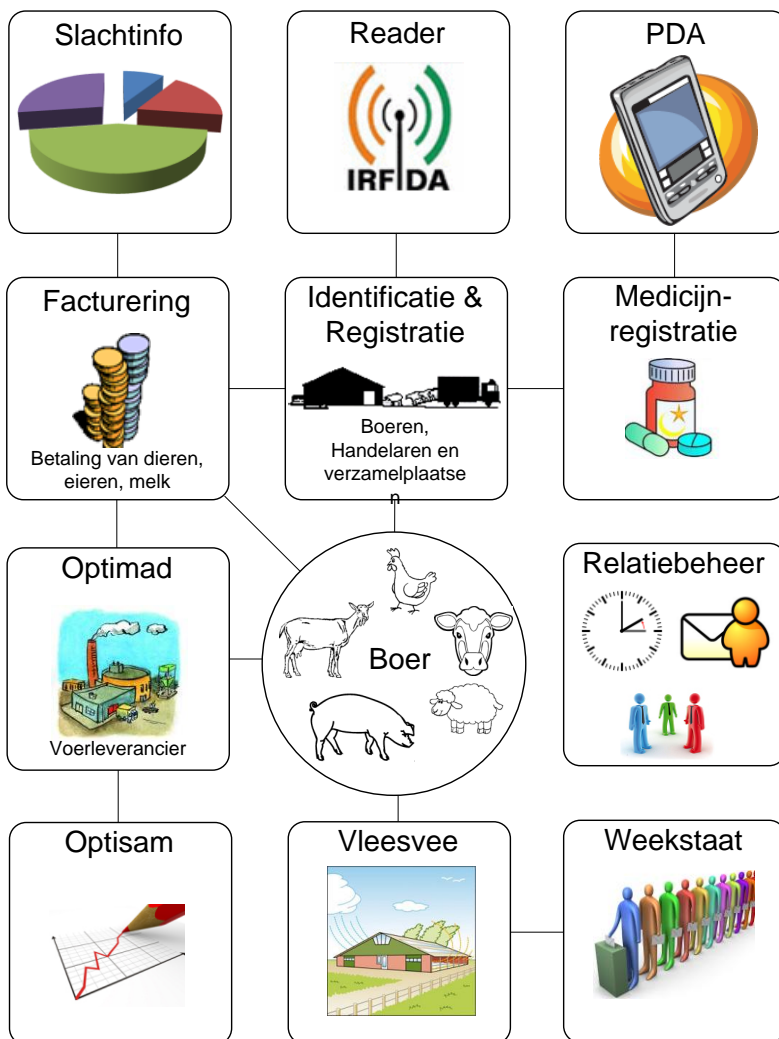 Slachtinfo
Reader
IRFIDA
PDA
Facturering
Betaling van dieren,
eieren, melk
Identificatie &
Registratie
Boeren,
Handelaren en
verzamelplaatse
n
Medicijn-
registratie
Optimad
Voerleverancier
Boer
Relatiebeheer
Optisam
Vleesvee
Weekstaat